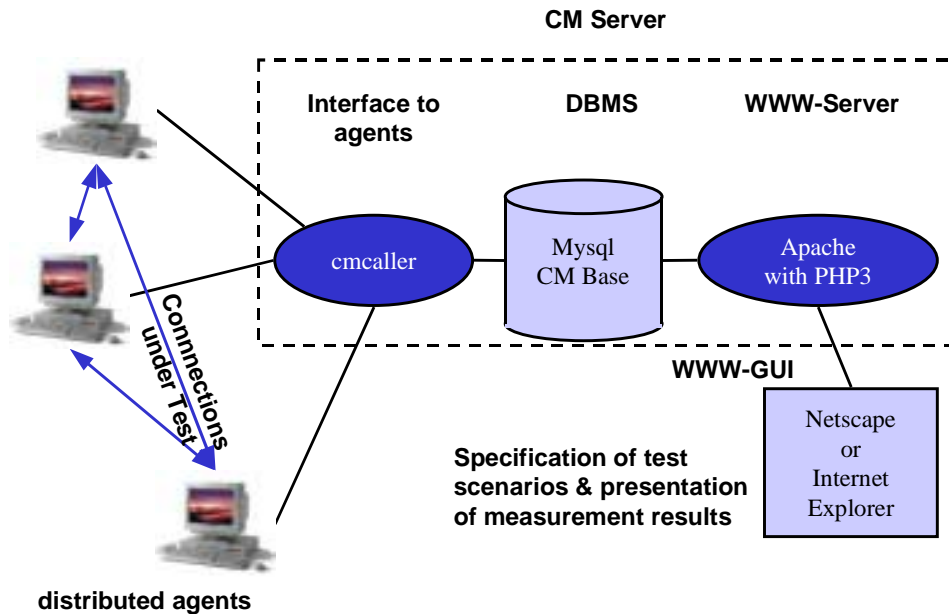 CM Server
Interface to
agents
DBMS
WWW-Server
cmcaller
Mysql
CM Base
Apache
with PHP3
Connnections
under Test
WWW-GUI
Netscape
or
Internet
Explorer
Specification of test
scenarios & presentation
of measurement results
distributed agents